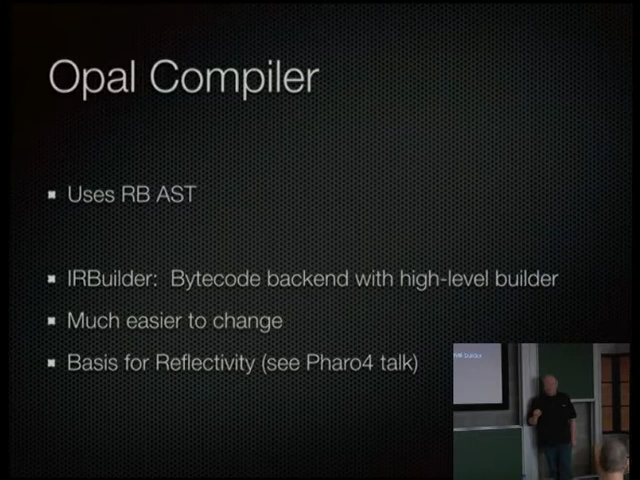 Opal Compiler
Uses RB AST
IRBuilder: Bytecode backend with high-level builder
Much easier to change
Basis for Reflectivity (see Pharo4 talk)